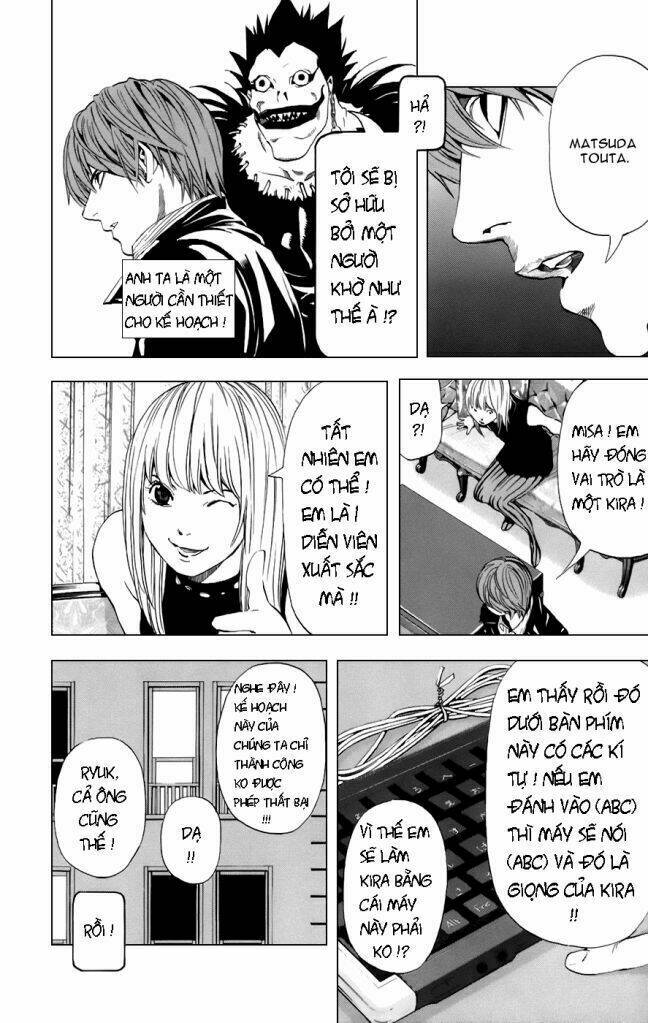 MATSUDA
TOUTA.
HẢ
?!
TÔI SẼ BỊ
SỞ HỮU
BỞI MỘT
NGƯỜI
KHỜ NHƯ
THẾ À !?
ANH TA LÀ MỘT
NGƯỜI CẦN THIẾT
CHO KẾ HOẠCH !
MISA ! EM
HÃY ĐÓNG
VAI TRÒ LÀ
MỘT KIRA !
DẠ
?!
TẤT
NHIÊN EM
CÓ THỂ !
EM LÀ 1
DIỄN VIÊN
XUẤT SẮC
MÀ !!
EM THẤY RỒI ĐÓ
DƯỚI BÀN PHÍM
NÀY CÓ CÁC KÍ
TỰ ! NẾU EM
ĐÁNH VÀO (ABC)
THÌ MÁY SẼ NÓI
(ABC) VÀ ĐÓ LÀ
GIỌNG CỦA KIRA
!!
VÌ THẾ EM
SẼ LÀM
KIRA BẰNG
CÁI MÁY
NÀY PHẢI
KO !?
NGHE ĐÂY !
KẾ HOẠCH
NÀY CỦA
CHÚNG TA CHỈ
THÀNH CÔNG
KO ĐƯỢC
PHÉP THẤT BẠI
!!!
DẠ
!!
RYUK,
CẢ ÔNG
CŨNG
THẾ !
RỒI !